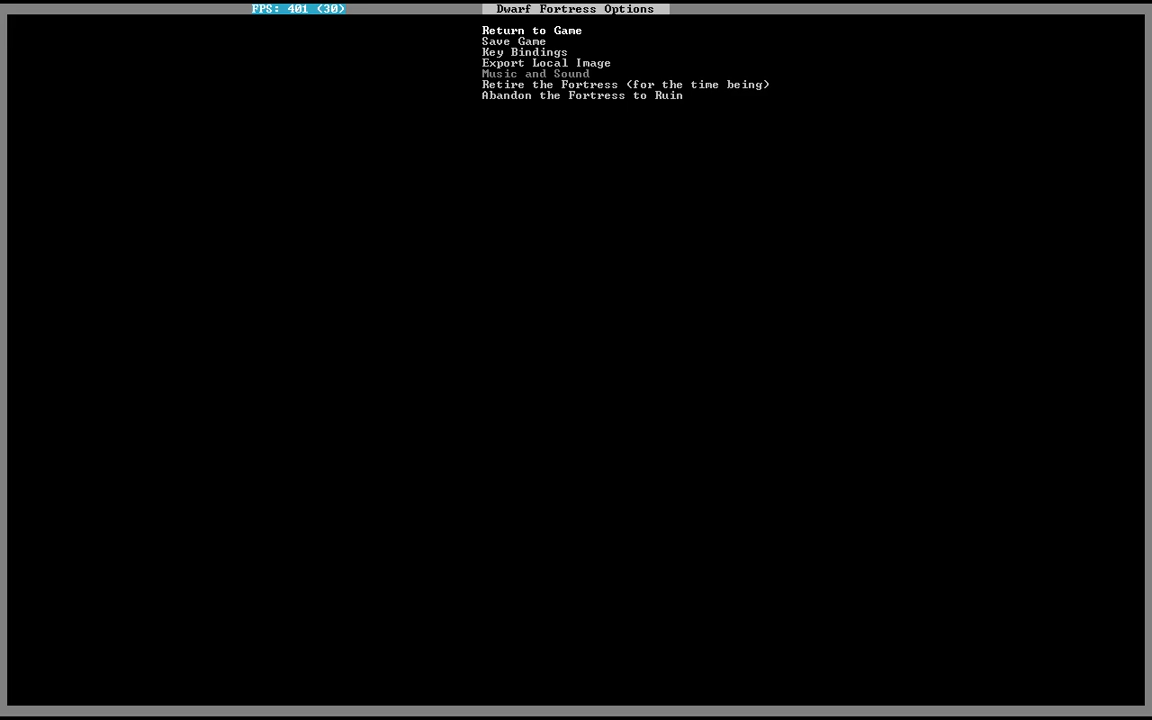 FPS: 401 (30) Dwarf Fortress Options
Return to Game
Save Game
Key Bindings
Export Local Image
Music and Sound
Retire the Fortress (for the time being)
Abandon the Fortress to Ruin